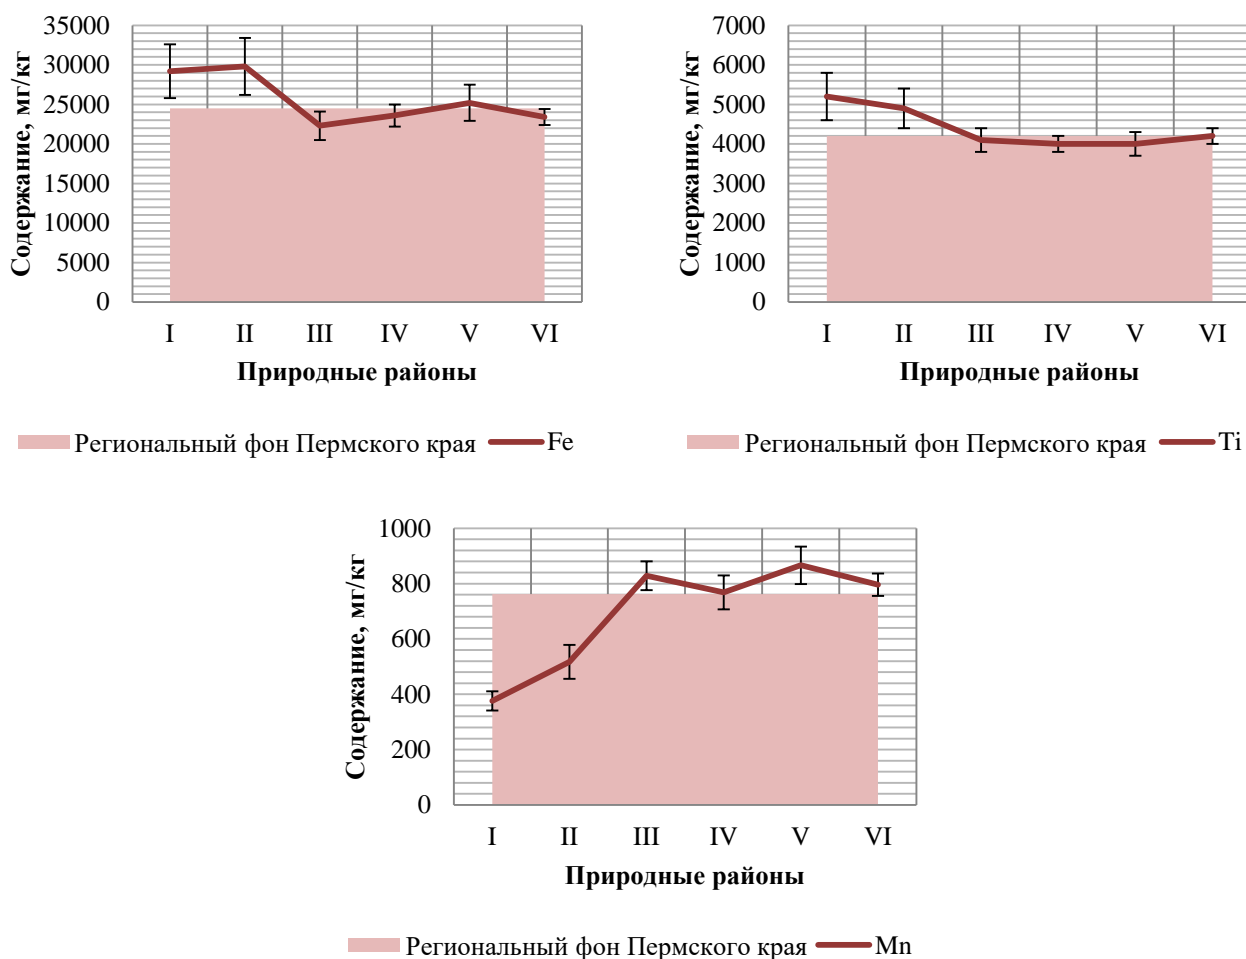 Содержание, мг/кг
35000
30000
25000
20000
15000
10000
5000
0
I II III IV V VI
Природные районы
Региональный фон Пермского края Fe
Содержание, мг/кг
7000
6000
5000
4000
3000
2000
1000
0
I II III IV V VI
Природные районы
Региональный фон Пермского края Ti
Содержание, мг/кг
1000
800
600
400
200
0
I II III IV V VI
Природные районы
Региональный фон Пермского края Mn